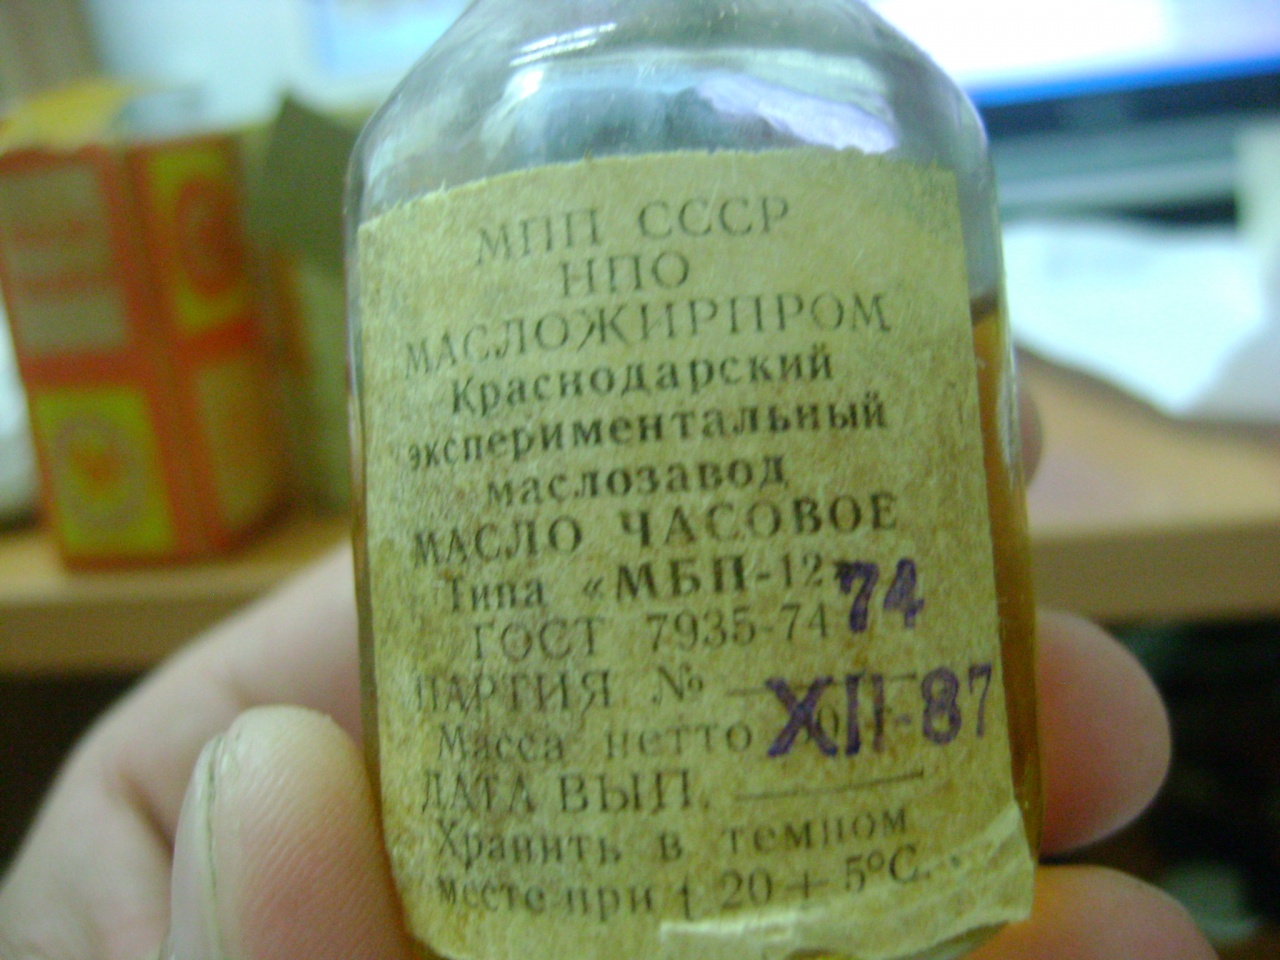 МПП СССР
НПО
МАСЛОЖИРПРОМ
Краснодарский
экспериментальный
маслозавод
МАСЛО ЧАСОВОЕ
Типа «МБП-12»
ГОСТ 7935-74 74
ПАРТИЯ №
Масса нетто XII-87
ДАТА ВЫП.
Хранить в темном
месте при t 20 + 5°С.